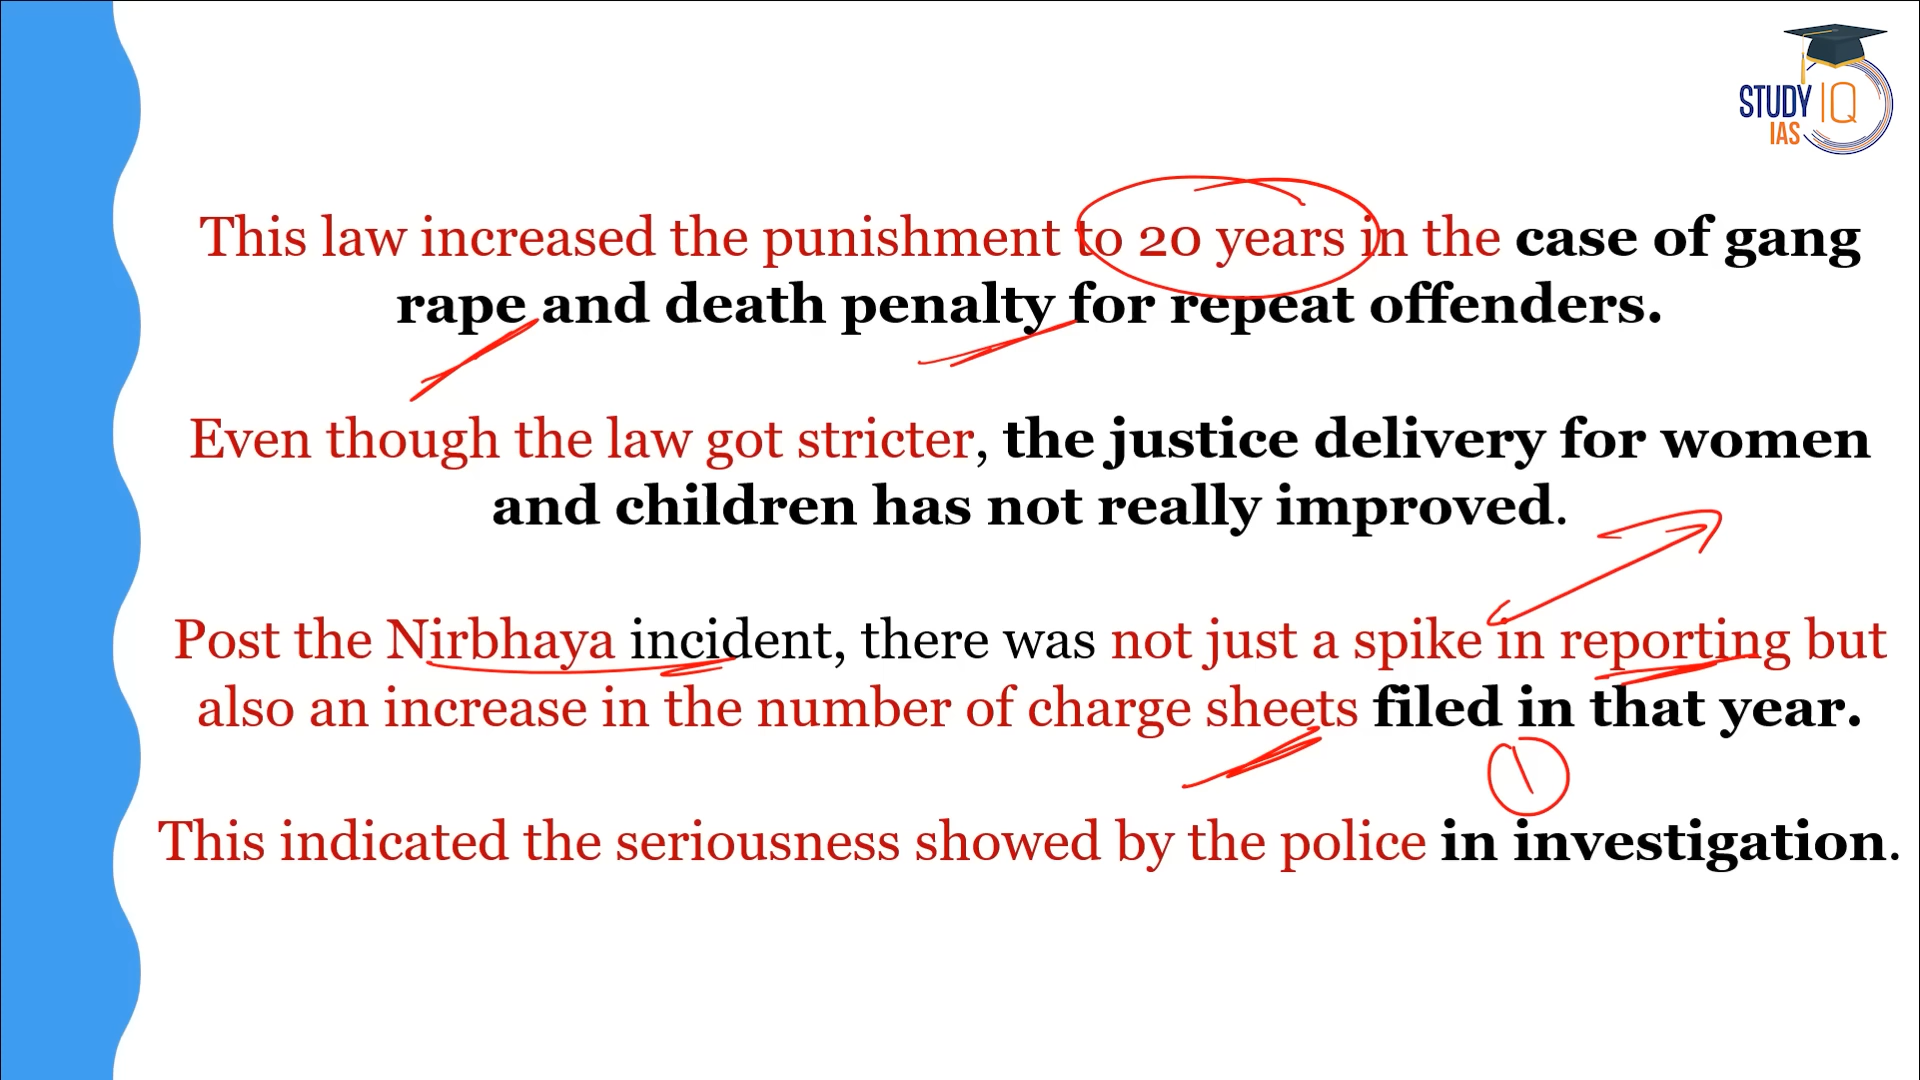 STUDY IQ
IAS
This law increased the punishment to 20 years in the case of gang
rape and death penalty for repeat offenders.
Even though the law got stricter, the justice delivery for women
and children has not really improved.
Post the Nirbhaya incident, there was not just a spike in reporting but
also an increase in the number of charge sheets filed in that year.
This indicated the seriousness showed by the police in investigation.